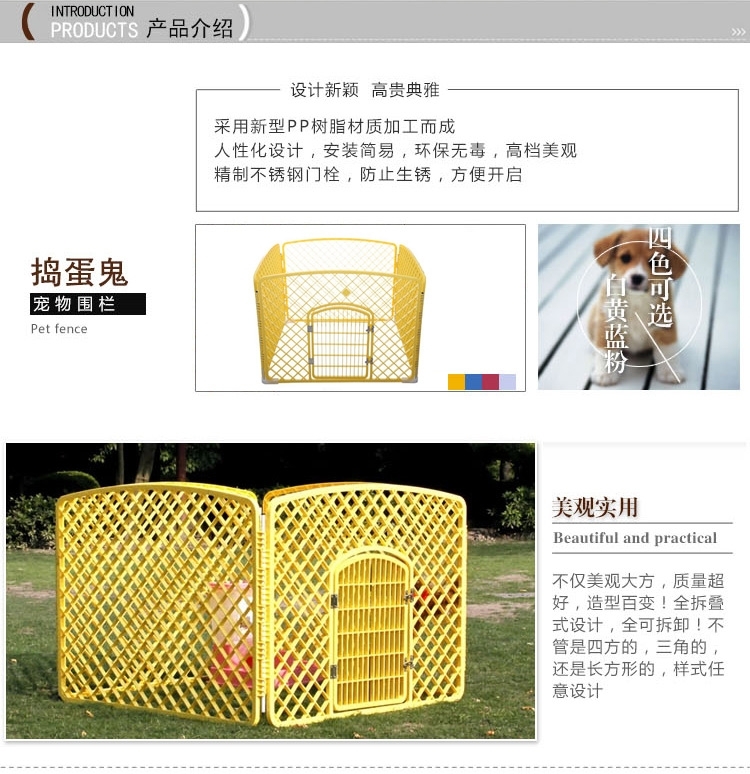 INTRODUCTION
PRODUCTS 产品介绍
»»
设计新颖 高贵典雅
采用新型PP树脂材质加工而成
人性化设计，安装简易，环保无毒，高档美观
精制不锈钢门栓，防止生锈，方便开启
捣蛋鬼
宠物围栏
Pet fence
四色可选
白黄蓝粉
美观实用
Beautiful and practical
不仅美观大方，质量超
好，造型百变！全拆叠
式设计，全可拆卸！不
管是四方的，三角的，
还是长方形的，样式任
意设计